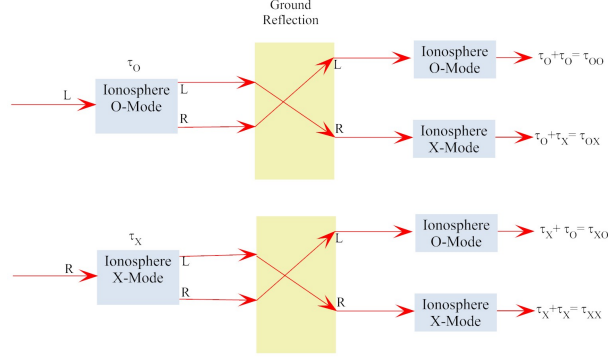 Ground
Reflection
τO
L
Ionosphere
O-Mode
L
R
L
R
Ionosphere
O-Mode
τO+τO= τOO
Ionosphere
X-Mode
τO+τX= τOX
τX
R
Ionosphere
X-Mode
L
R
L
R
Ionosphere
O-Mode
τX+ τO= τXO
Ionosphere
X-Mode
τX+τX= τXX